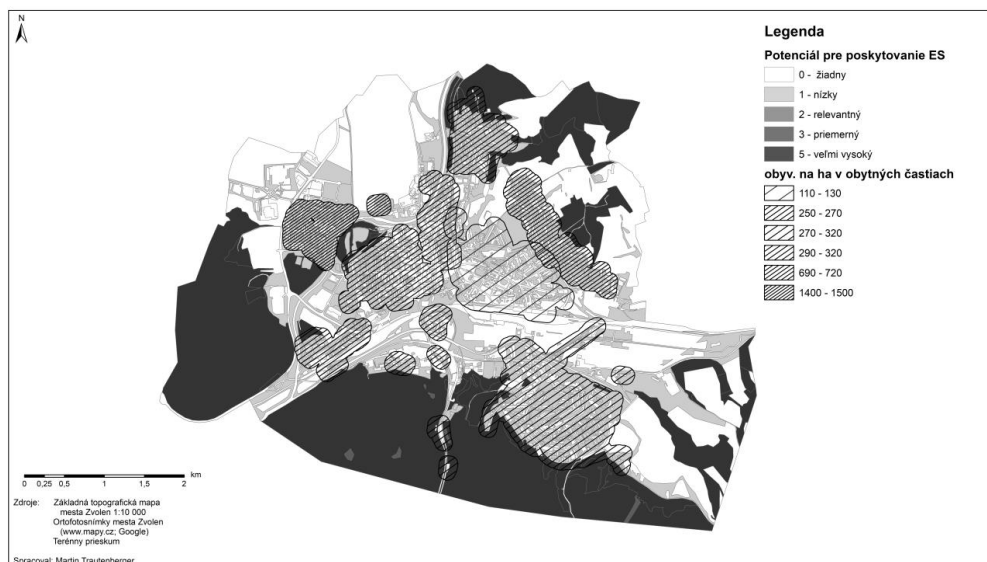 N
Legenda
Potenciál pre poskytovanie ES
0 - žiadny
1 - nízky
2 - relevantný
3 - priemerný
5 - veľmi vysoký
obyv. na ha v obytných častiach
110 - 130
250 - 270
270 - 320
290 - 320
690 - 720
1400 - 1500
km
0 0,25 0,5 1 1,5 2
Zdroje: Základná topografická mapa
mesta Zvolen 1:10 000
Ortofotosnímky mesta Zvolen
(www.mapy.cz; Google)
Terénny prieskum
Spracoval: Martin Trautenberger